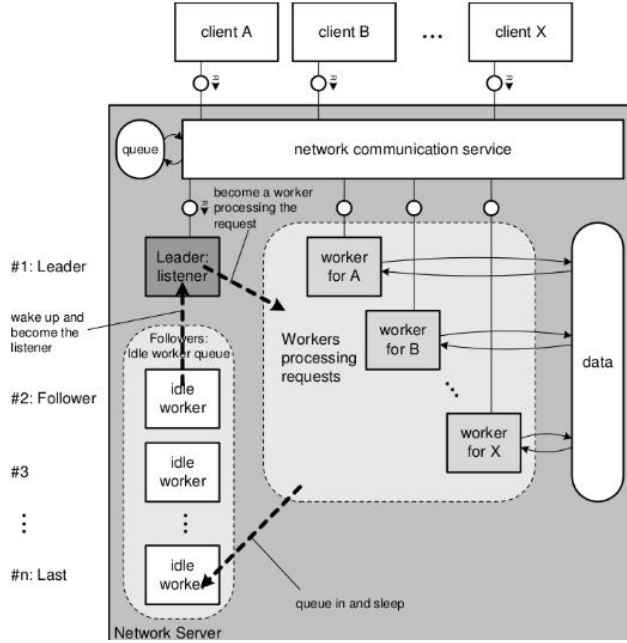 client A
client B
...
client X
R
R
R
queue
network communication service
R
become a worker
processing the
request
#1: Leader
Leader:
listener
worker
for A
wake up and
become the
listener
Followers:
Idle worker queue
Workers
processing
requests
worker
for B
data
#2: Follower
idle
worker
...
worker
for X
#3
idle
worker
...
...
#n: Last
idle
worker
queue in and sleep
Network Server